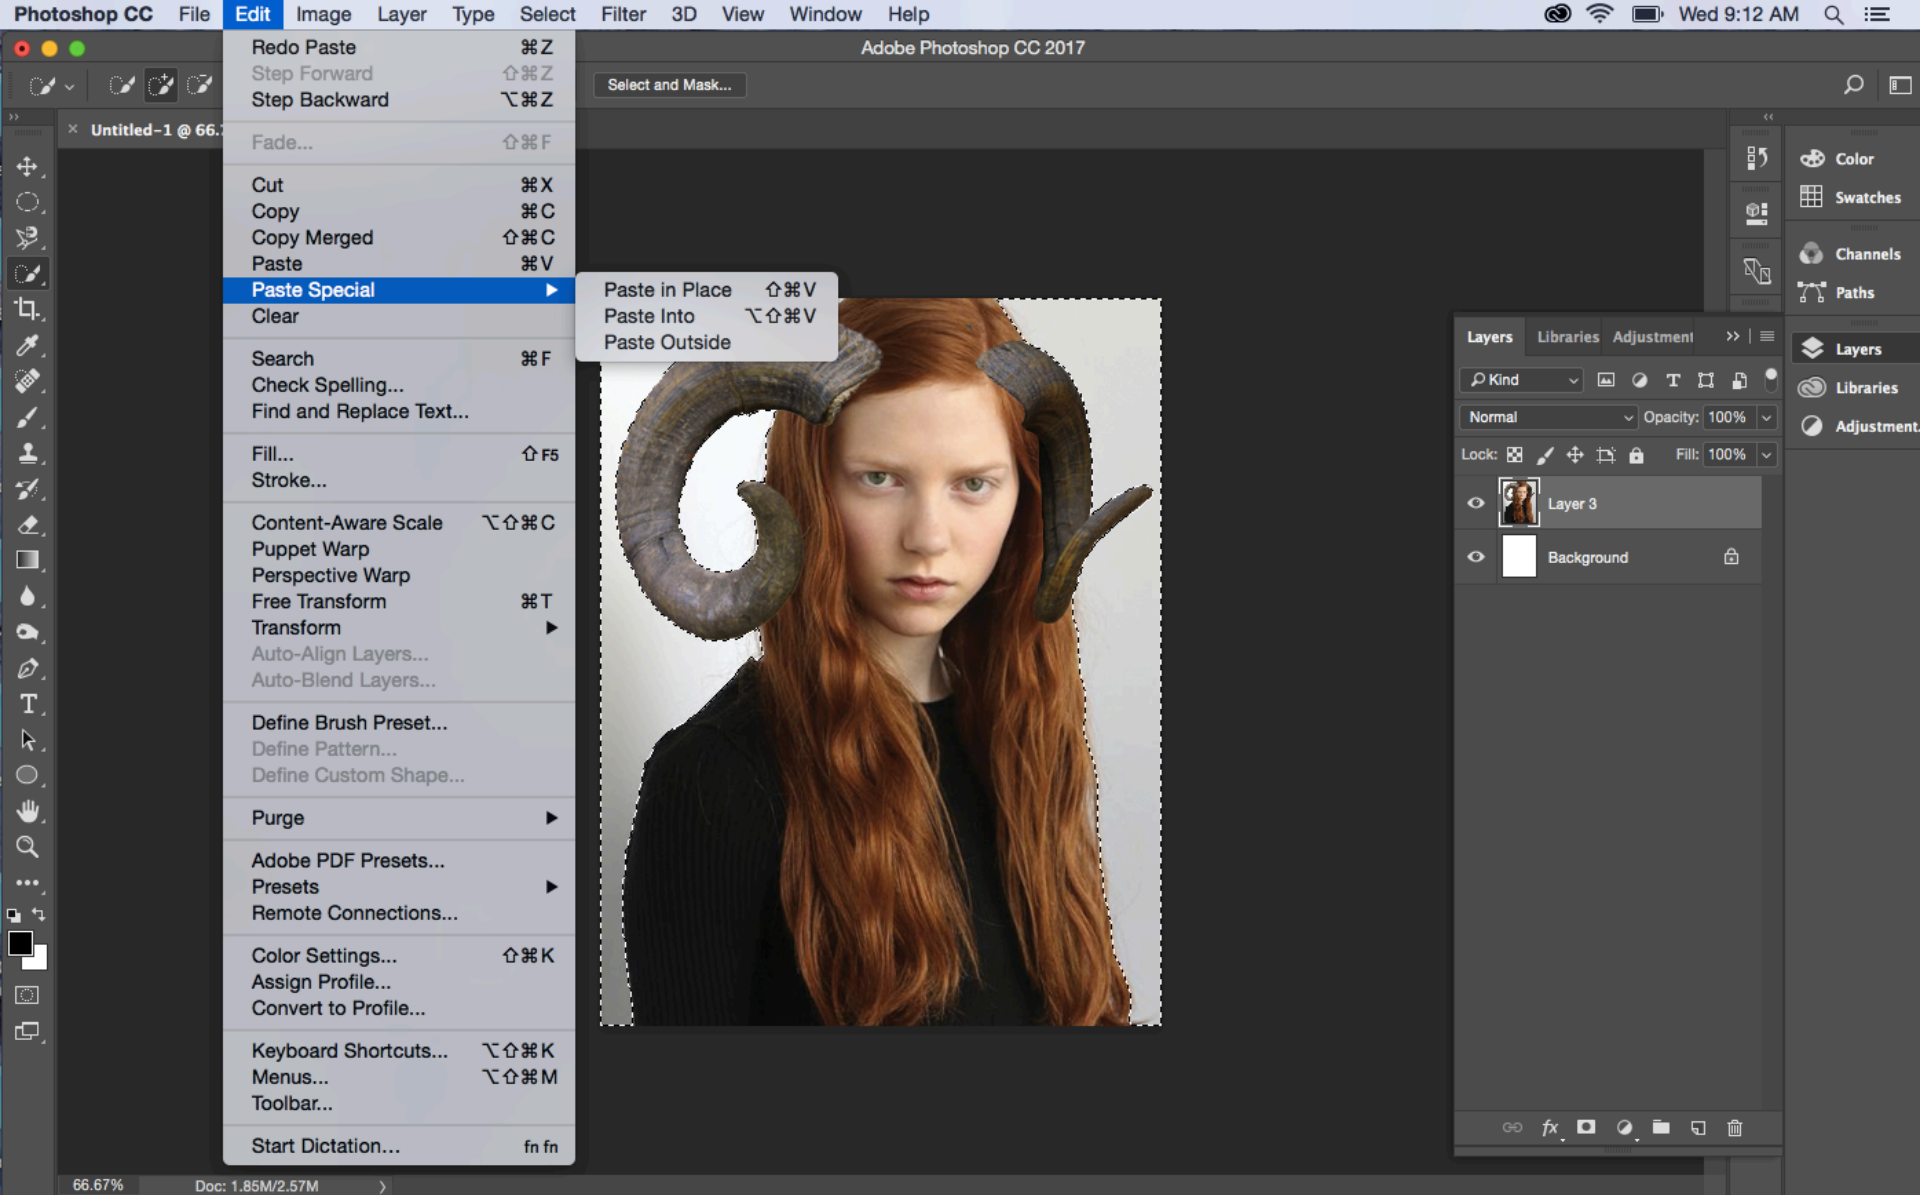 Photoshop CC File Edit Image Layer Type Select Filter 3D View Window Help Wed 9:12 AM
Adobe Photoshop CC 2017
Select and Mask...
Untitled-1 @ 66.
Redo Paste ⌘Z
Step Forward ⇧⌘Z
Step Backward ⌥⌘Z
Fade... ⇧⌘F
Cut ⌘X
Copy ⌘C
Copy Merged ⇧⌘C
Paste ⌘V
Paste Special ▶
Clear
Search ⌘F
Check Spelling...
Find and Replace Text...
Fill... ⇧F5
Stroke...
Content-Aware Scale ⌥⇧⌘C
Puppet Warp
Perspective Warp
Free Transform ⌘T
Transform ▶
Auto-Align Layers...
Auto-Blend Layers...
Define Brush Preset...
Define Pattern...
Define Custom Shape...
Purge ▶
Adobe PDF Presets...
Presets ▶
Remote Connections...
Color Settings... ⇧⌘K
Assign Profile...
Convert to Profile...
Keyboard Shortcuts... ⌥⇧⌘K
Menus... ⌥⇧⌘M
Toolbar...
Start Dictation... fn fn
Paste in Place ⇧⌘V
Paste Into ⌥⇧⌘V
Paste Outside
Layers Libraries Adjustment
Kind
Normal Opacity: 100%
Lock: Fill: 100%
Layer 3
Background
fx
Color
Swatches
Channels
Paths
Layers
Libraries
Adjustment.
66.67% Doc: 1.85M/2.57M